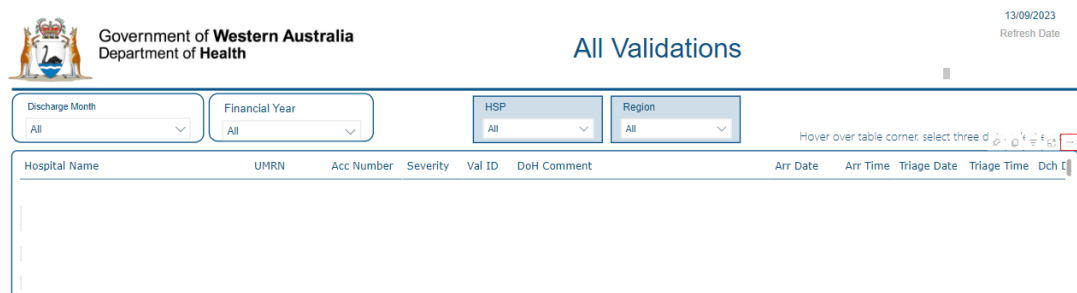 13/09/2023
Refresh Date
Government of Western Australia
Department of Health
All Validations
Discharge Month
All
Financial Year
All
HSP
All
Region
All
Hover over table corner, select three
Hospital Name UMRN Acc Number Severity Val ID DoH Comment Arr Date Arr Time Triage Date Triage Time Dch